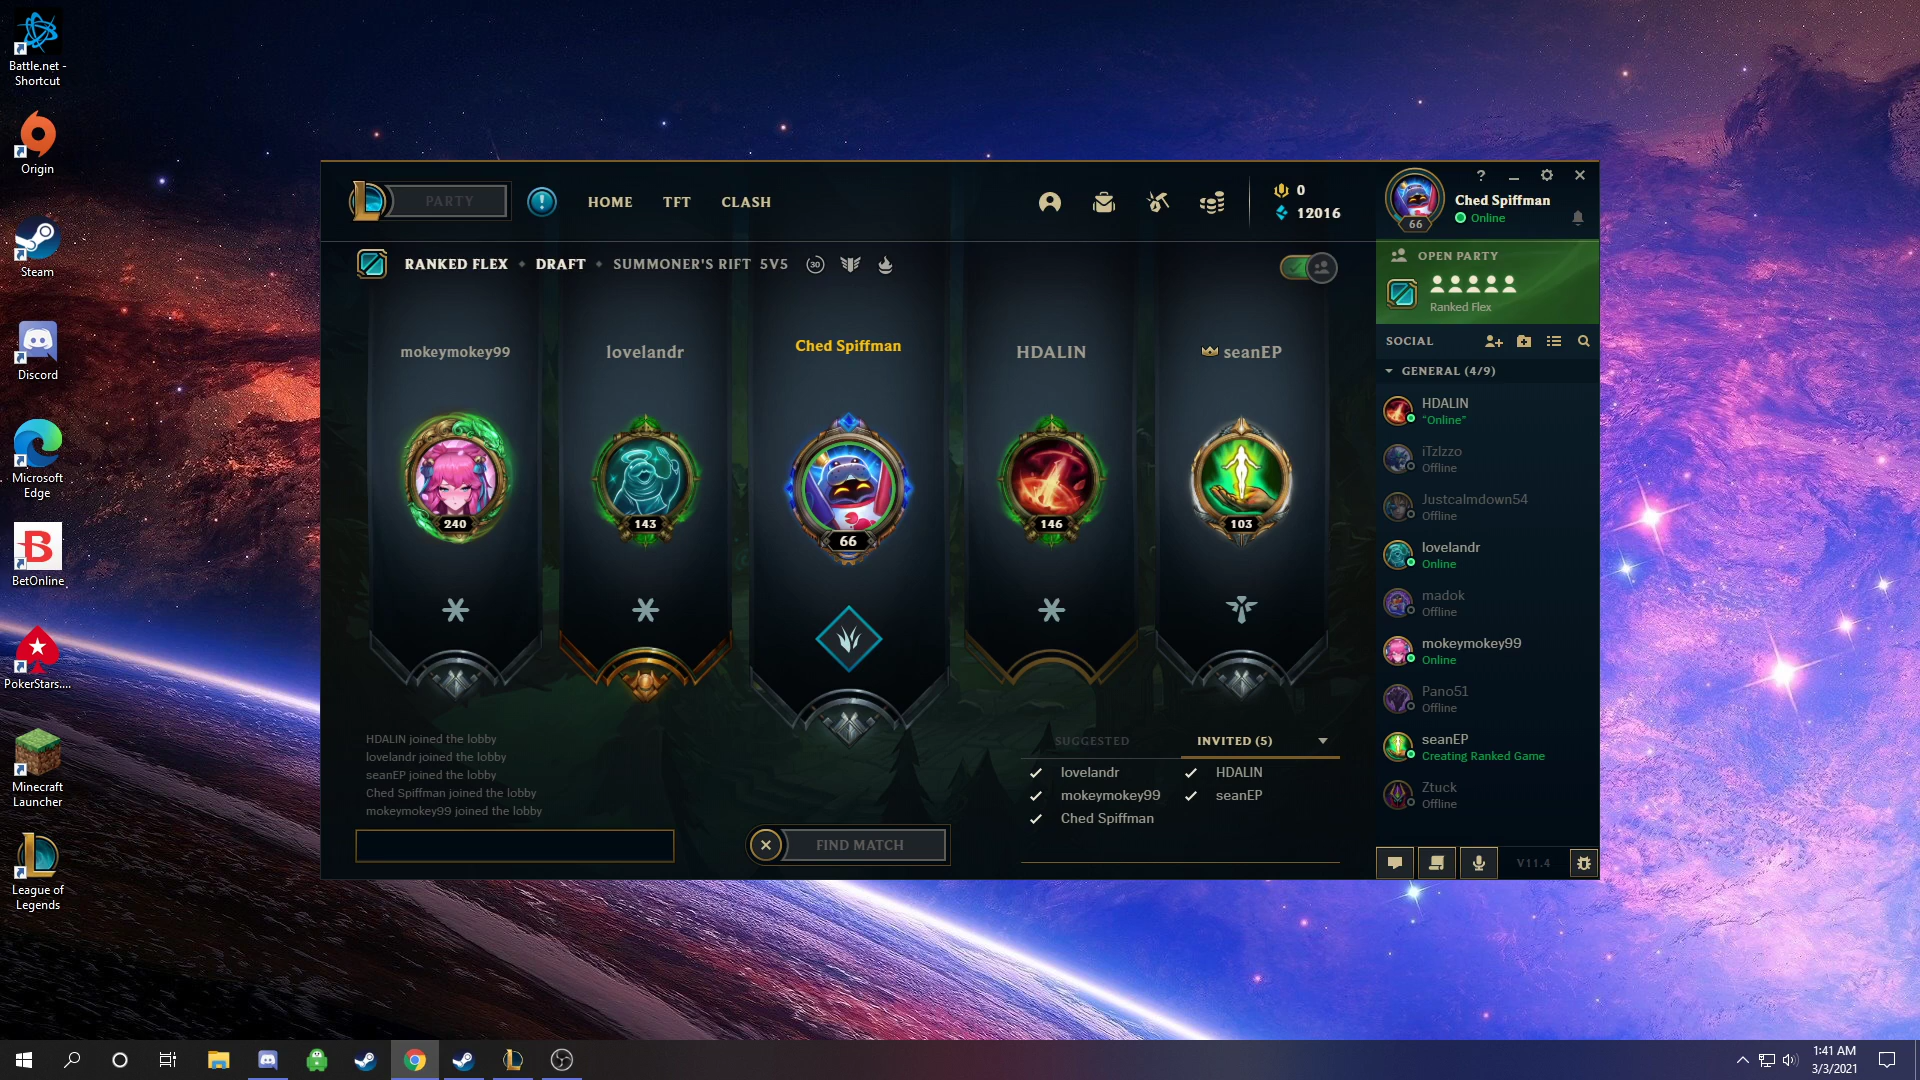 Battle.net -
Shortcut
Origin
Steam
Discord
Microsoft
Edge
BetOnline
PokerStars....
Minecraft
Launcher
League of
Legends
PARTY
HOME
TFT
CLASH
0
12016
?
Ched Spiffman
Online
66
RANKED FLEX • DRAFT • SUMMONER'S RIFT 5V5
30
OPEN PARTY
Ranked Flex
SOCIAL
GENERAL (4/9)
HDALIN
"Online"
iTzIzzo
Offline
Justcalmdown54
Offline
lovelandr
Online
madok
Offline
mokeymokey99
Online
Pano51
Offline
seanEP
Creating Ranked Game
Ztuck
Offline
V11.4
mokeymokey99
lovelandr
Ched Spiffman
HDALIN
seanEP
240
143
66
146
103
HDALIN joined the lobby
lovelandr joined the lobby
seanEP joined the lobby
Ched Spiffman joined the lobby
mokeymokey99 joined the lobby
FIND MATCH
SUGGESTED
INVITED (5)
lovelandr
HDALIN
mokeymokey99
seanEP
Ched Spiffman
1:41 AM
3/3/2021